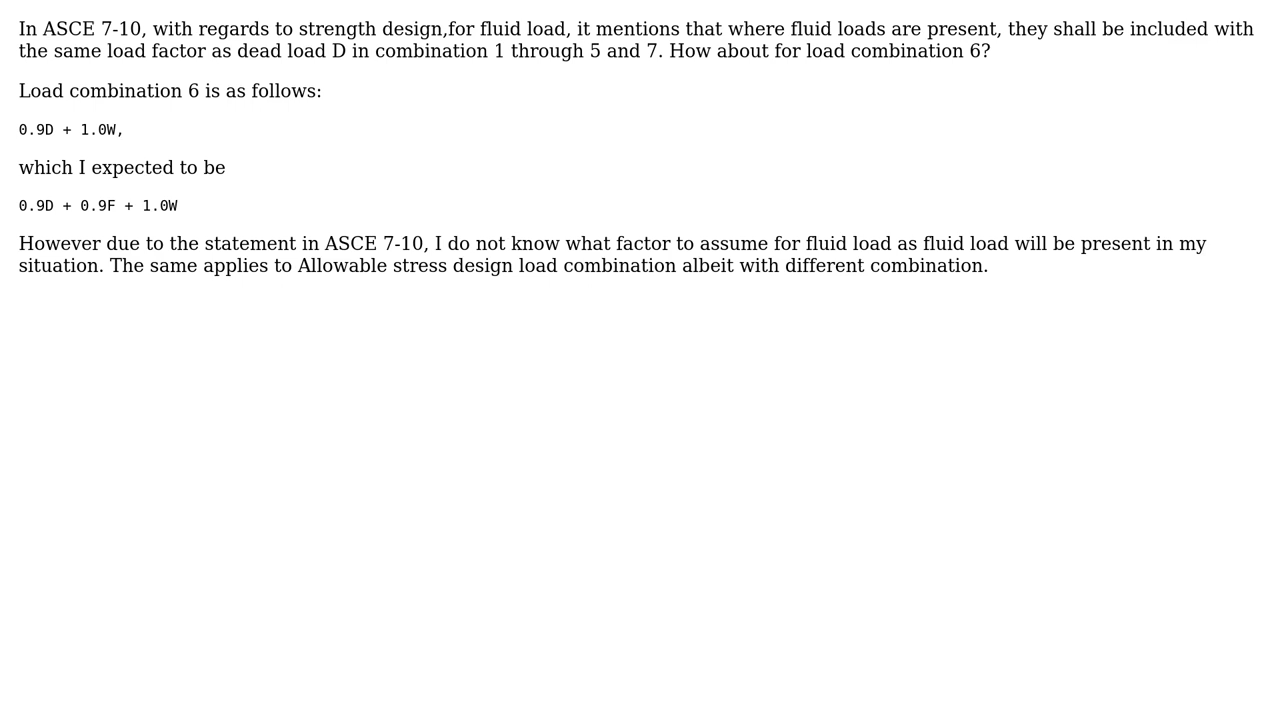 In ASCE 7-10, with regards to strength design,for fluid load, it mentions that where fluid loads are present, they shall be included with
the same load factor as dead load D in combination 1 through 5 and 7. How about for load combination 6?
Load combination 6 is as follows:
0.9D + 1.0W,
which I expected to be
0.9D + 0.9F + 1.0W
However due to the statement in ASCE 7-10, I do not know what factor to assume for fluid load as fluid load will be present in my
situation. The same applies to Allowable stress design load combination albeit with different combination.